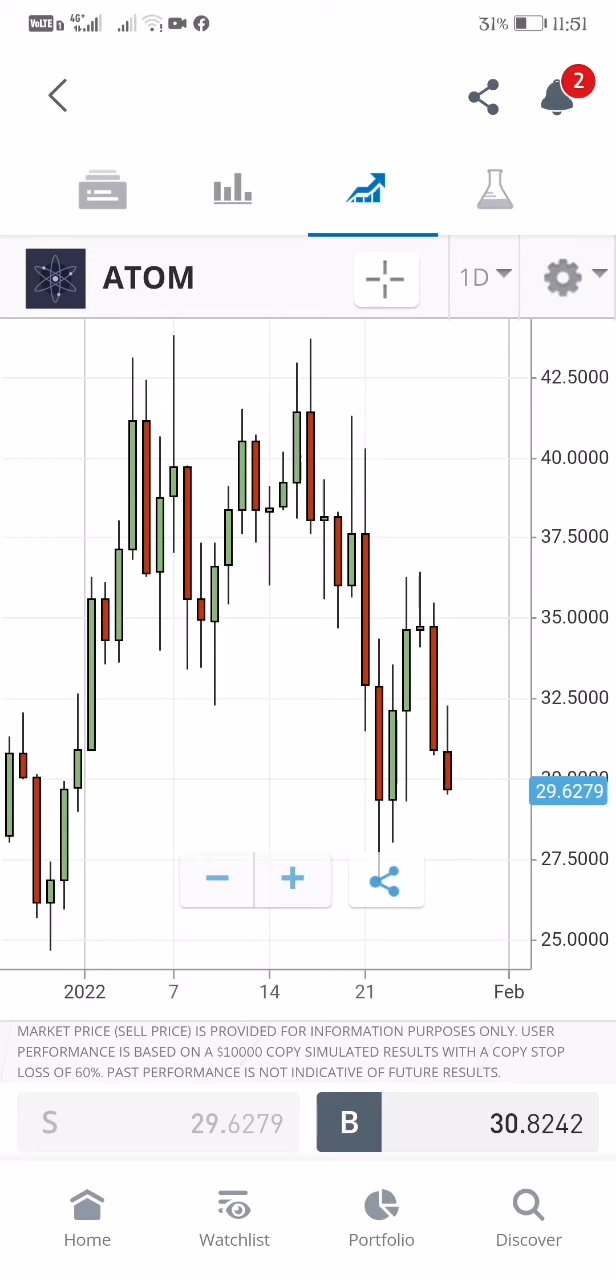 VoLTE 1 4G+ 31% 11:51
2
ATOM 1D
42.5000
40.0000
37.5000
35.0000
32.5000
29.6279
27.5000
25.0000
2022 7 14 21 Feb
MARKET PRICE (SELL PRICE) IS PROVIDED FOR INFORMATION PURPOSES ONLY. USER
PERFORMANCE IS BASED ON A $10000 COPY SIMULATED RESULTS WITH A COPY STOP
LOSS OF 60%. PAST PERFORMANCE IS NOT INDICATIVE OF FUTURE RESULTS.
S 29.6279 B 30.8242
Home Watchlist Portfolio Discover